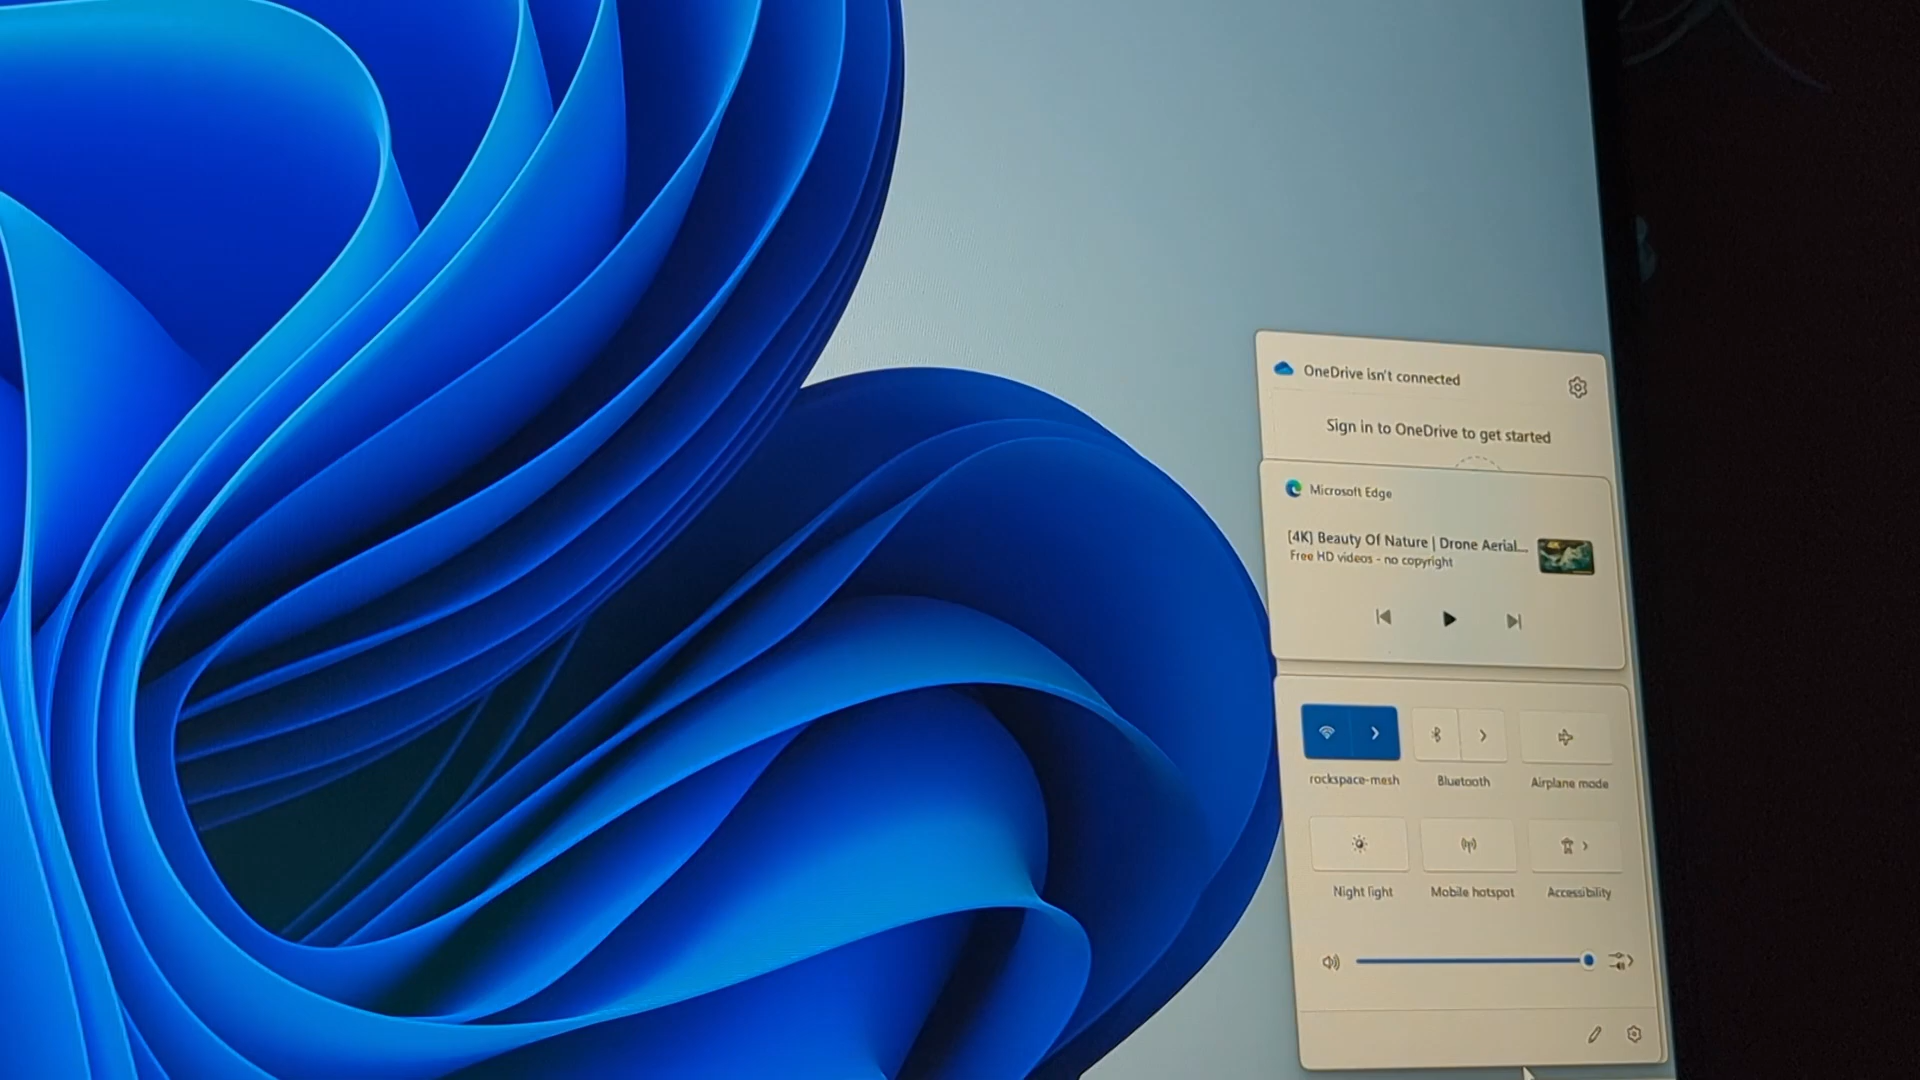 OneDrive isn't connected
Sign in to OneDrive to get started
Microsoft Edge
[4K] Beauty Of Nature | Drone Aerial...
Free HD videos - no copyright
rockspace-mesh
Bluetooth
Airplane mode
Night light
Mobile hotspot
Accessibility